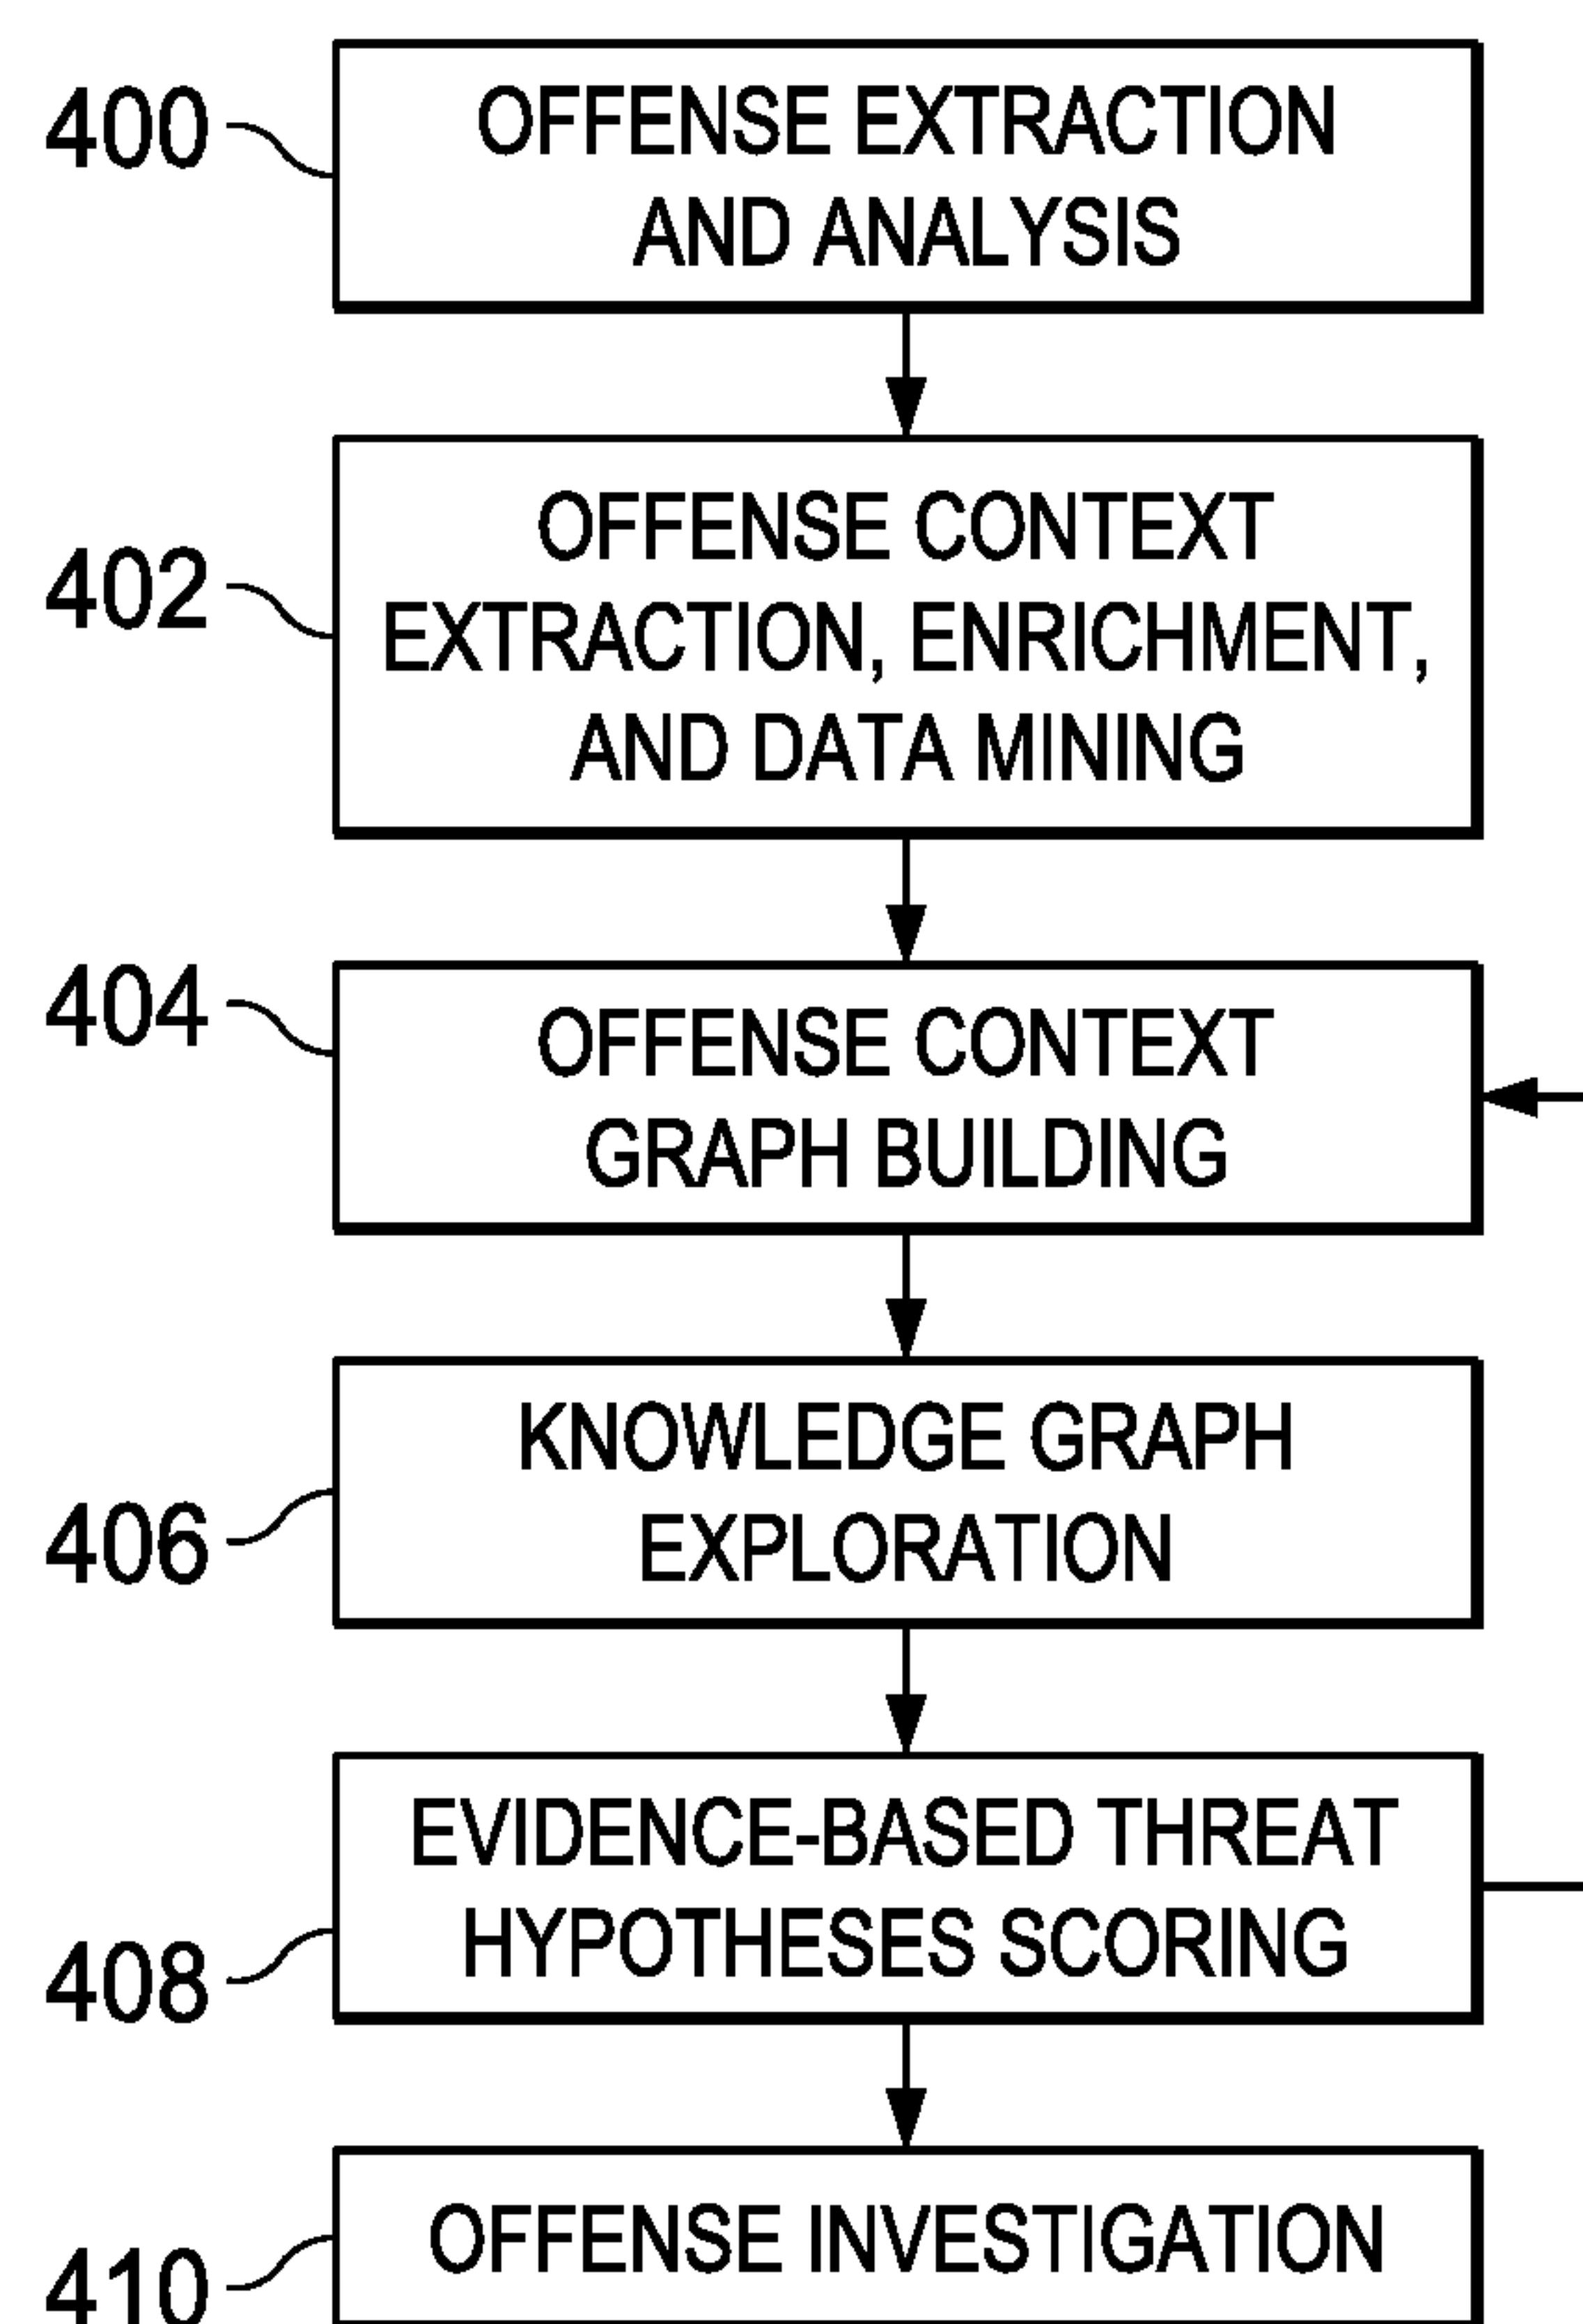 400
OFFENSE EXTRACTION
AND ANALYSIS
402
OFFENSE CONTEXT
EXTRACTION, ENRICHMENT,
AND DATA MINING
404
OFFENSE CONTEXT
GRAPH BUILDING
406
KNOWLEDGE GRAPH
EXPLORATION
408
EVIDENCE-BASED THREAT
HYPOTHESES SCORING
410
OFFENSE INVESTIGATION